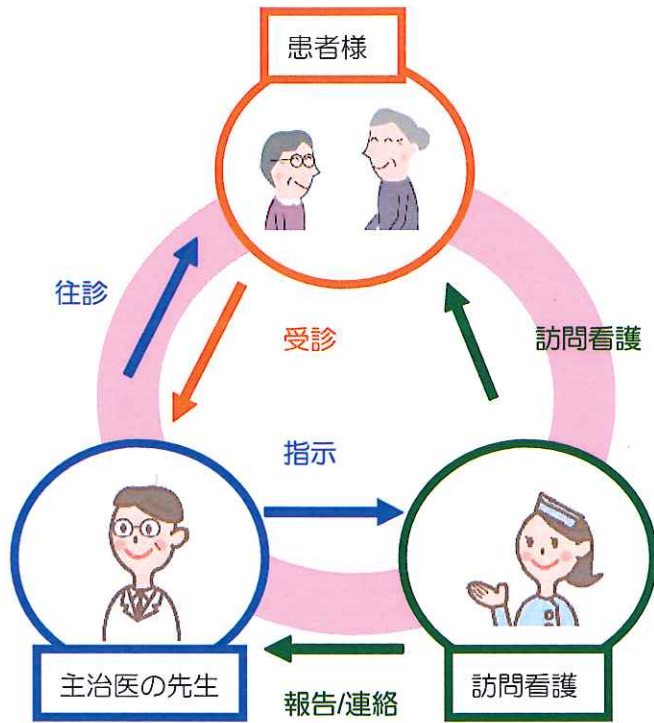 患者様
往診
受診
訪問看護
指示
主治医の先生
訪問看護
報告/連絡